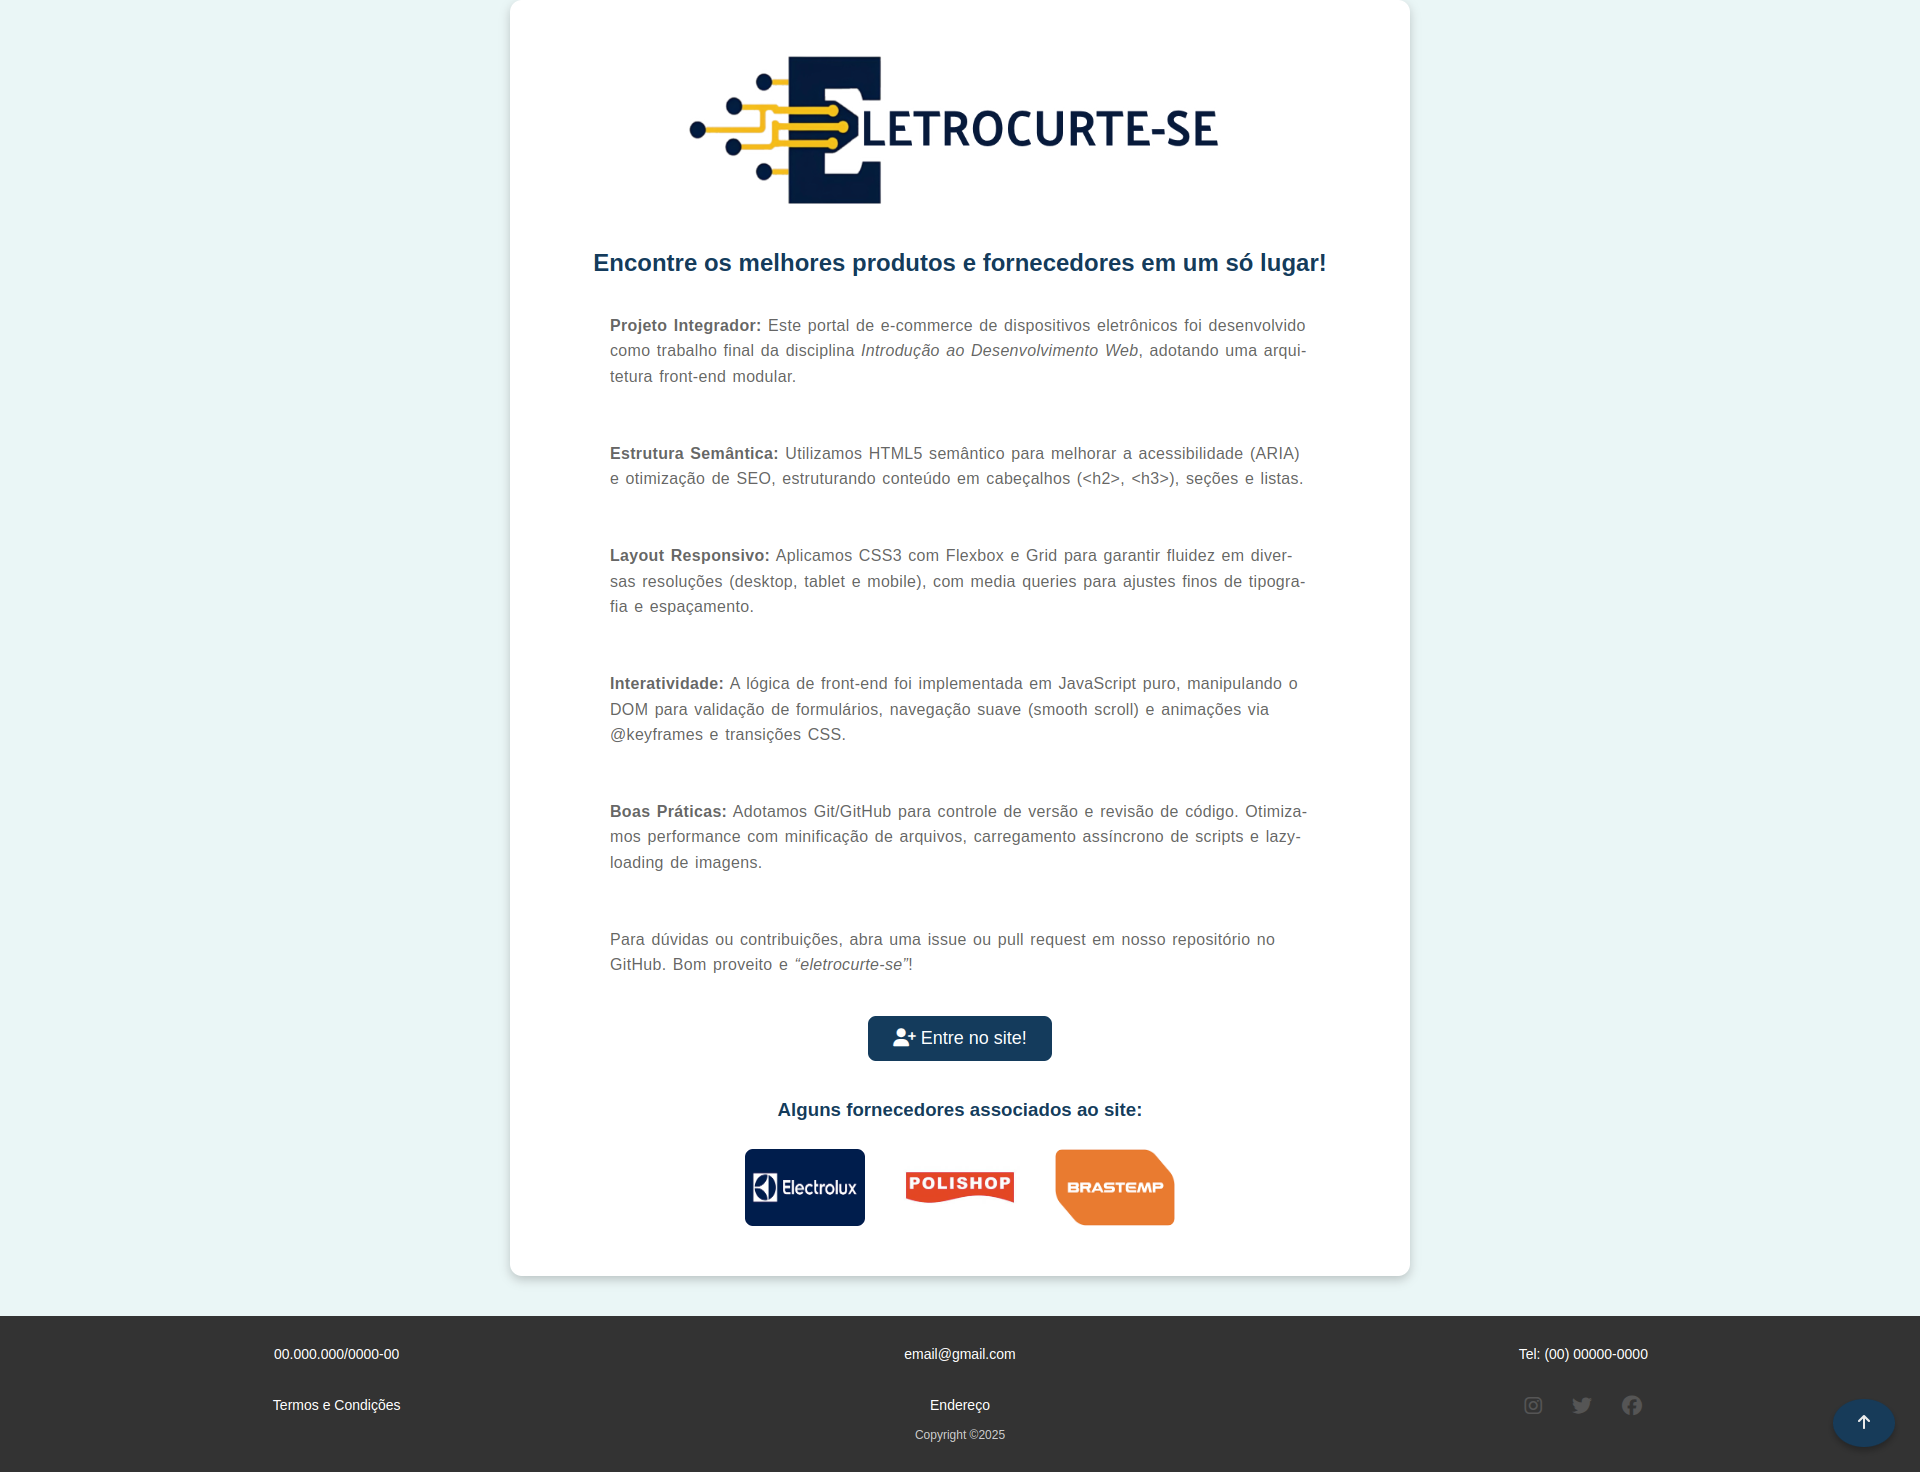 ELETROCURTE-SE
Encontre os melhores produtos e fornecedores em um só lugar!
Projeto Integrador: Este portal de e-commerce de dispositivos eletrônicos foi desenvolvido
como trabalho final da disciplina Introdução ao Desenvolvimento Web, adotando uma arqui-
tetura front-end modular.
Estrutura Semântica: Utilizamos HTML5 semântico para melhorar a acessibilidade (ARIA)
e otimização de SEO, estruturando conteúdo em cabeçalhos (<h2>, <h3>), seções e listas.
Layout Responsivo: Aplicamos CSS3 com Flexbox e Grid para garantir fluidez em diver-
sas resoluções (desktop, tablet e mobile), com media queries para ajustes finos de tipogra-
fia e espaçamento.
Interatividade: A lógica de front-end foi implementada em JavaScript puro, manipulando o
DOM para validação de formulários, navegação suave (smooth scroll) e animações via
@keyframes e transições CSS.
Boas Práticas: Adotamos Git/GitHub para controle de versão e revisão de código. Otimiza-
mos performance com minificação de arquivos, carregamento assíncrono de scripts e lazy-
loading de imagens.
Para dúvidas ou contribuições, abra uma issue ou pull request em nosso repositório no
GitHub. Bom proveito e “eletrocurte-se”!
Entre no site!
Alguns fornecedores associados ao site:
Electrolux POLISHOP BRASTEMP
00.000.000/0000-00 email@gmail.com Tel: (00) 00000-0000
Termos e Condições Endereço
Copyright ©2025